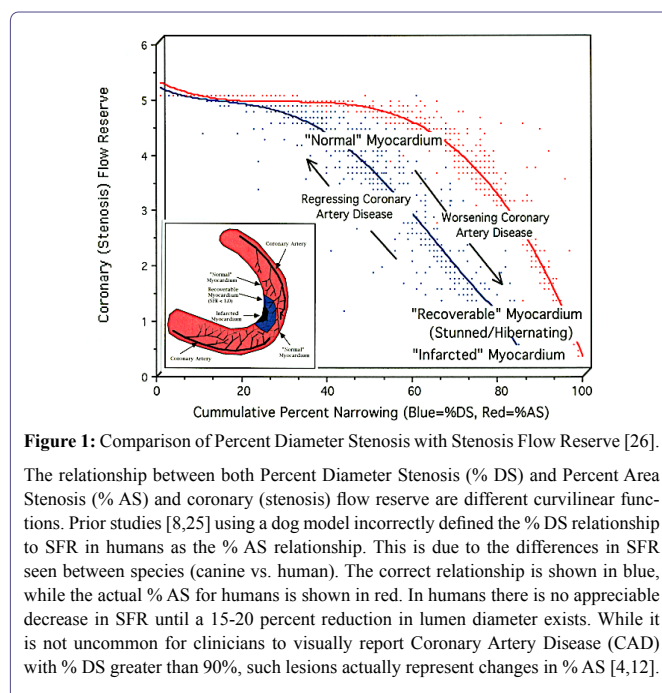 6
5
4
3
2
1
0
Coronary (Stenosis) Flow Reserve
"Normal" Myocardium
Regressing Coronary
Artery Disease
Worsening Coronary
Artery Disease
"Recoverable" Myocardium
(Stunned/Hibernating)
"Infarcted" Myocardium
Coronary Artery
"Normal"
Myocardium
Recoverable
Myocardium
Infarcted
Myocardium
"Normal"
Myocardium
Coronary Artery
0 20 40 60 80 100
Cummulative Percent Narrowing (Blue=%DS, Red=%AS)
Figure 1: Comparison of Percent Diameter Stenosis with Stenosis Flow Reserve [26].
The relationship between both Percent Diameter Stenosis (% DS) and Percent Area
Stenosis (% AS) and coronary (stenosis) flow reserve are different curvilinear func-
tions. Prior studies [8,25] using a dog model incorrectly defined the % DS relationship
to SFR in humans as the % AS relationship. This is due to the differences in SFR
seen between species (canine vs. human). The correct relationship is shown in blue,
while the actual % AS for humans is shown in red. In humans there is no appreciable
decrease in SFR until a 15-20 percent reduction in lumen diameter exists. While it
is not uncommon for clinicians to visually report Coronary Artery Disease (CAD)
with % DS greater than 90%, such lesions actually represent changes in % AS [4,12].